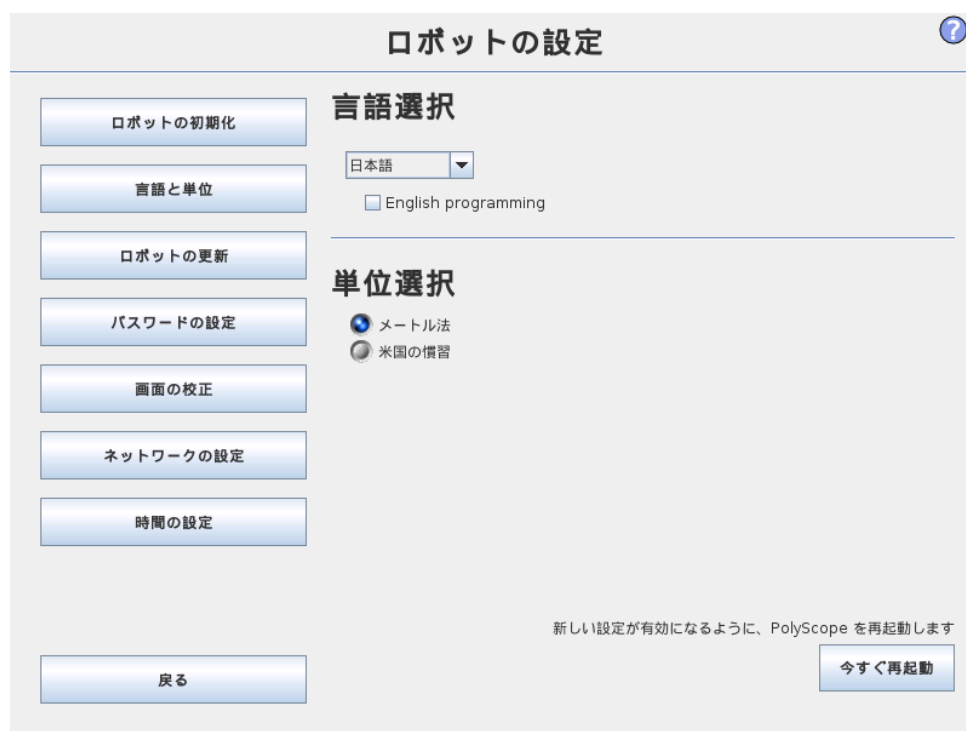 ロボットの設定
?
ロボットの初期化
言語と単位
ロボットの更新
パスワードの設定
画面の校正
ネットワークの設定
時間の設定
戻る
言語選択
日本語
English programming
単位選択
メートル法
米国の慣習
新しい設定が有効になるように、PolyScope を再起動します
今すぐ再起動